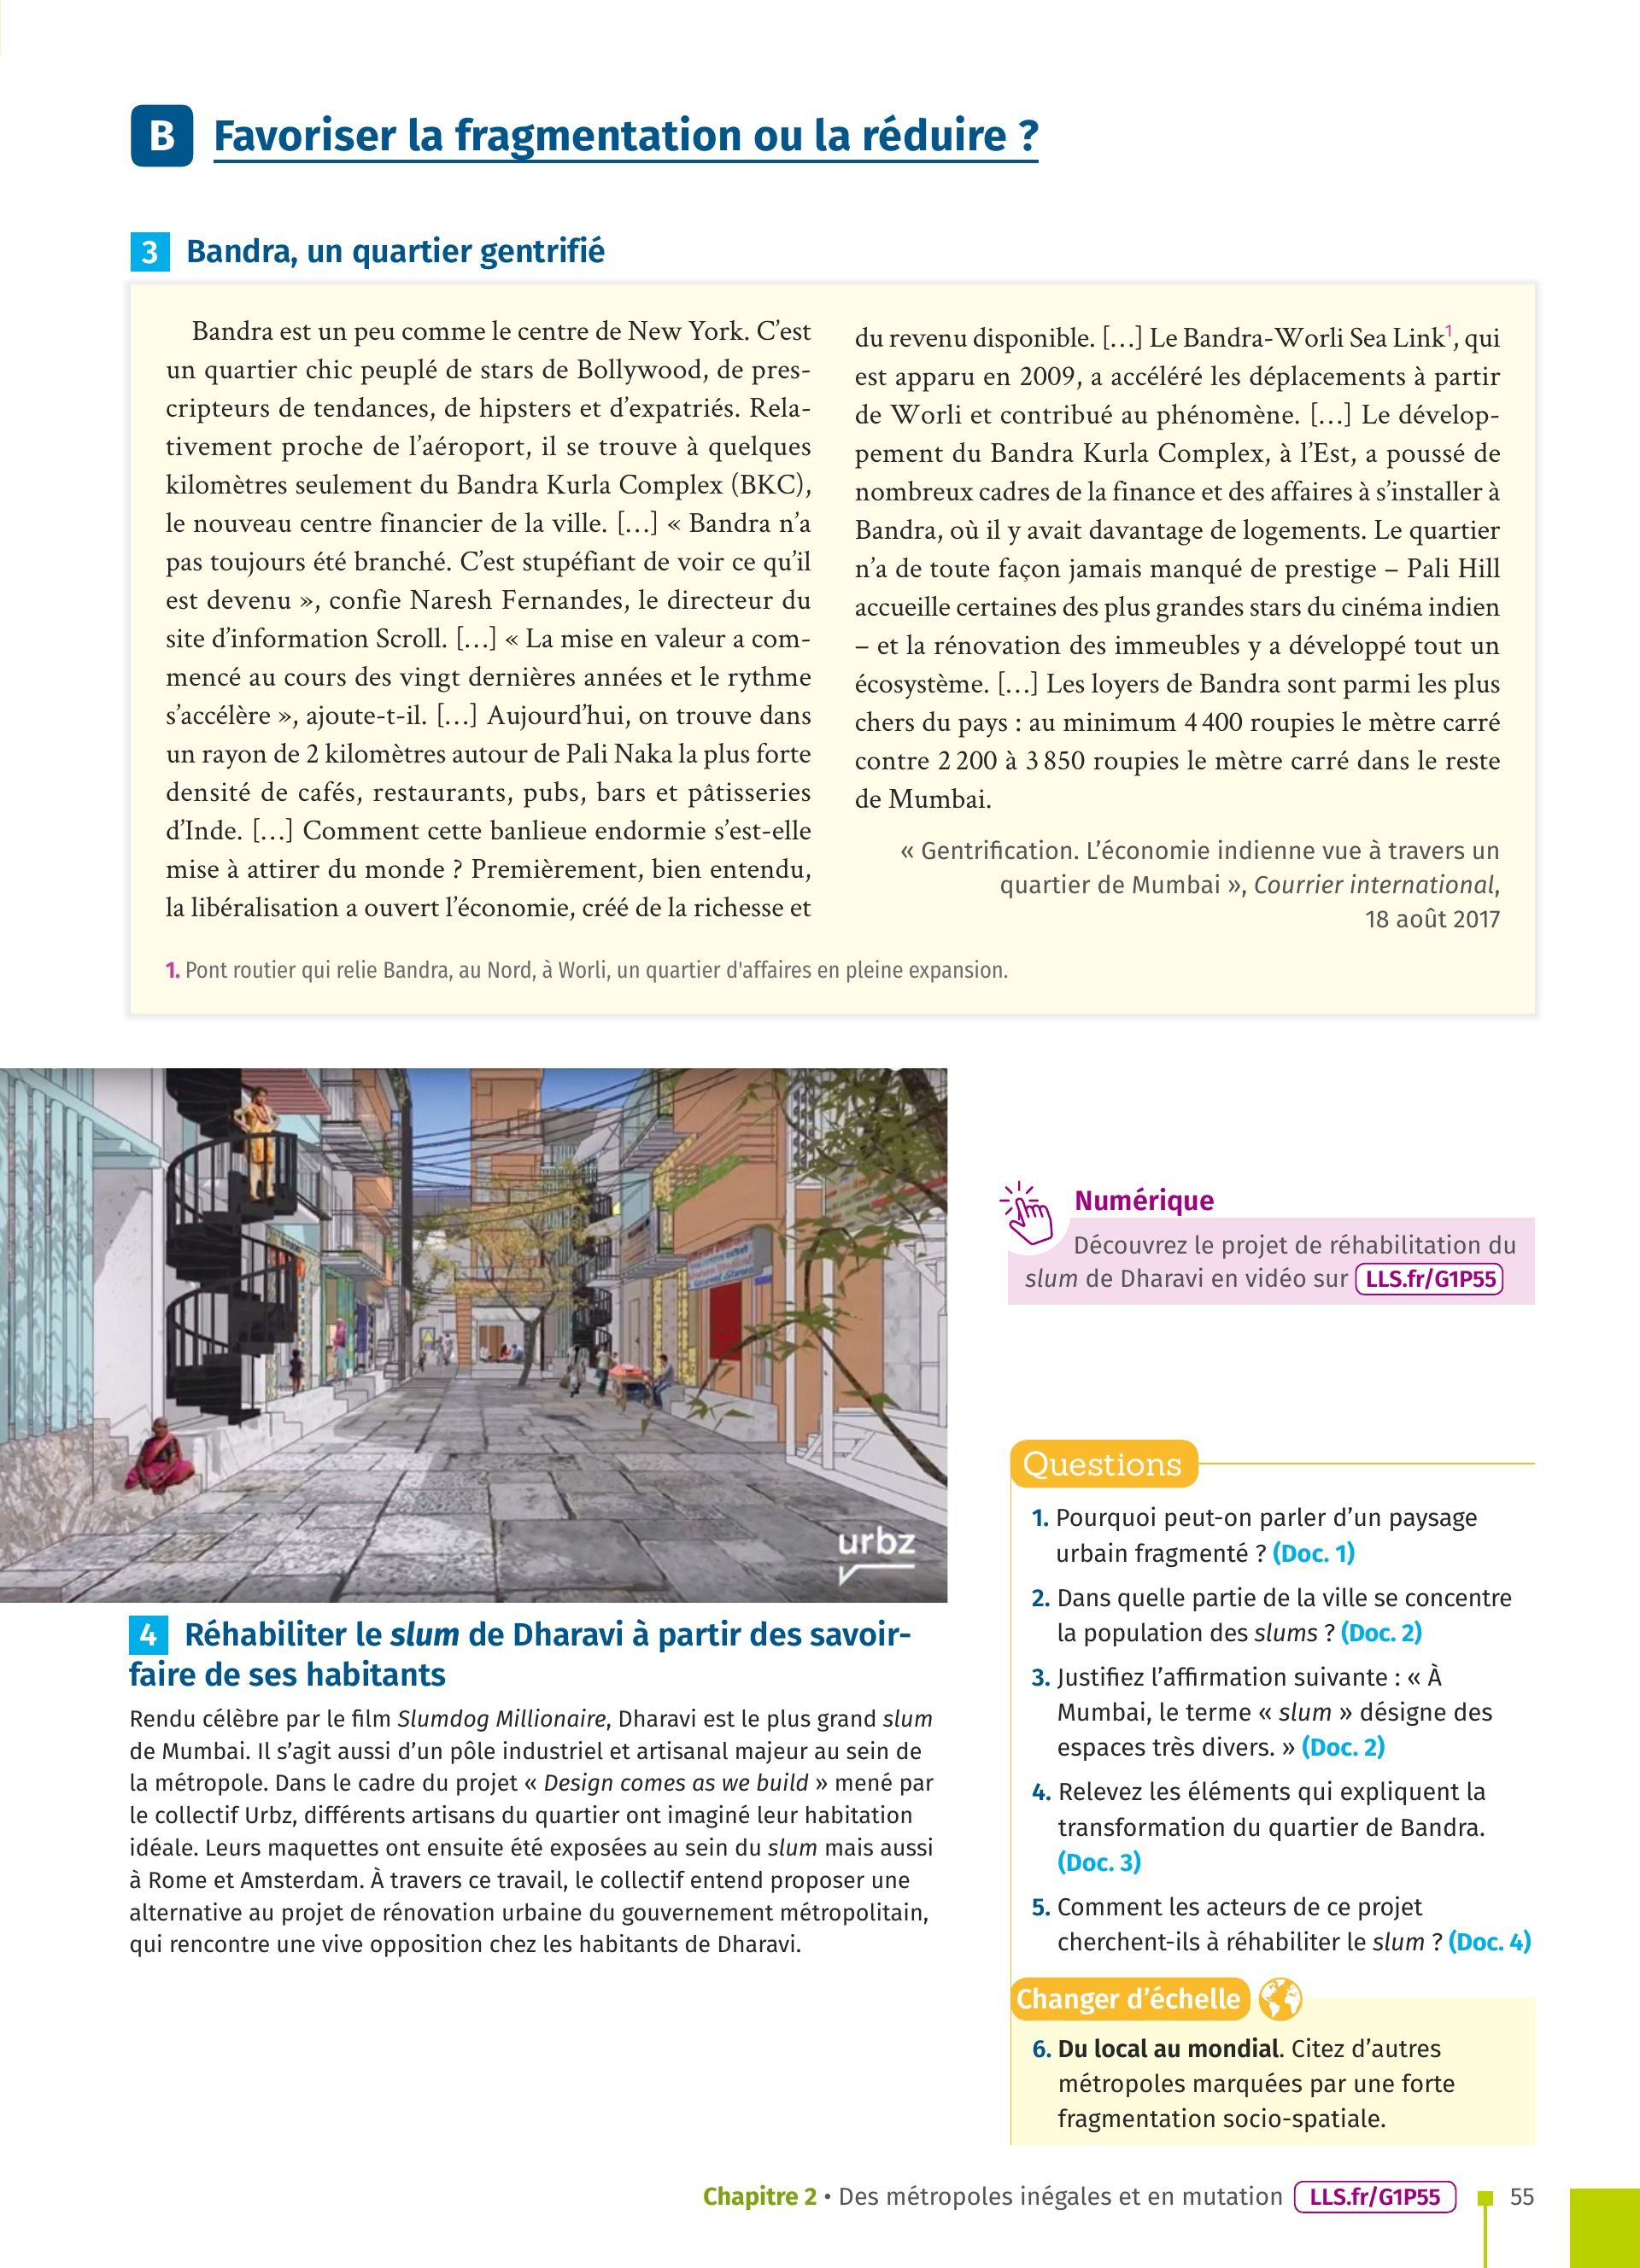 B Favoriser la fragmentation ou la réduire ?
3 Bandra, un quartier gentrifié
Bandra est un peu comme le centre de New York. C’est
un quartier chic peuplé de stars de Bollywood, de pres-
cripteurs de tendances, de hipsters et d’expatriés. Rela-
tivement proche de l’aéroport, il se trouve à quelques
kilomètres seulement du Bandra Kurla Complex (BKC),
le nouveau centre financier de la ville. […] « Bandra n’a
pas toujours été branché. C’est stupéfiant de voir ce qu’il
est devenu », confie Naresh Fernandes, le directeur du
site d’information Scroll. […] « La mise en valeur a com-
mencé au cours des vingt dernières années et le rythme
s’accélère », ajoute-t-il. […] Aujourd’hui, on trouve dans
un rayon de 2 kilomètres autour de Pali Naka la plus forte
densité de cafés, restaurants, pubs, bars et pâtisseries
d’Inde. […] Comment cette banlieue endormie s’est-elle
mise à attirer du monde ? Premièrement, bien entendu,
la libéralisation a ouvert l’économie, créé de la richesse et
du revenu disponible. […] Le Bandra-Worli Sea Link1, qui
est apparu en 2009, a accéléré les déplacements à partir
de Worli et contribué au phénomène. […] Le dévelop-
pement du Bandra Kurla Complex, à l’Est, a poussé de
nombreux cadres de la finance et des affaires à s’installer à
Bandra, où il y avait davantage de logements. Le quartier
n’a de toute façon jamais manqué de prestige – Pali Hill
accueille certaines des plus grandes stars du cinéma indien
– et la rénovation des immeubles y a développé tout un
écosystème. […] Les loyers de Bandra sont parmi les plus
chers du pays : au minimum 4 400 roupies le mètre carré
contre 2 200 à 3 850 roupies le mètre carré dans le reste
de Mumbai.
« Gentrification. L’économie indienne vue à travers un
quartier de Mumbai », Courrier international,
18 août 2017
1. Pont routier qui relie Bandra, au Nord, à Worli, un quartier d'affaires en pleine expansion.
urbz
4 Réhabiliter le slum de Dharavi à partir des savoir-
faire de ses habitants
Rendu célèbre par le film Slumdog Millionaire, Dharavi est le plus grand slum
de Mumbai. Il s’agit aussi d’un pôle industriel et artisanal majeur au sein de
la métropole. Dans le cadre du projet « Design comes as we build » mené par
le collectif Urbz, différents artisans du quartier ont imaginé leur habitation
idéale. Leurs maquettes ont ensuite été exposées au sein du slum mais aussi
à Rome et Amsterdam. À travers ce travail, le collectif entend proposer une
alternative au projet de rénovation urbaine du gouvernement métropolitain,
qui rencontre une vive opposition chez les habitants de Dharavi.
Numérique
Découvrez le projet de réhabilitation du
slum de Dharavi en vidéo sur LLS.fr/G1P55
Questions
1. Pourquoi peut-on parler d’un paysage
urbain fragmenté ? (Doc. 1)
2. Dans quelle partie de la ville se concentre
la population des slums ? (Doc. 2)
3. Justifiez l’affirmation suivante : « À
Mumbai, le terme « slum » désigne des
espaces très divers. » (Doc. 2)
4. Relevez les éléments qui expliquent la
transformation du quartier de Bandra.
(Doc. 3)
5. Comment les acteurs de ce projet
cherchent-ils à réhabiliter le slum ? (Doc. 4)
Changer d’échelle
6. Du local au mondial. Citez d’autres
métropoles marquées par une forte
fragmentation socio-spatiale.
Chapitre 2 • Des métropoles inégales et en mutation LLS.fr/G1P55 55